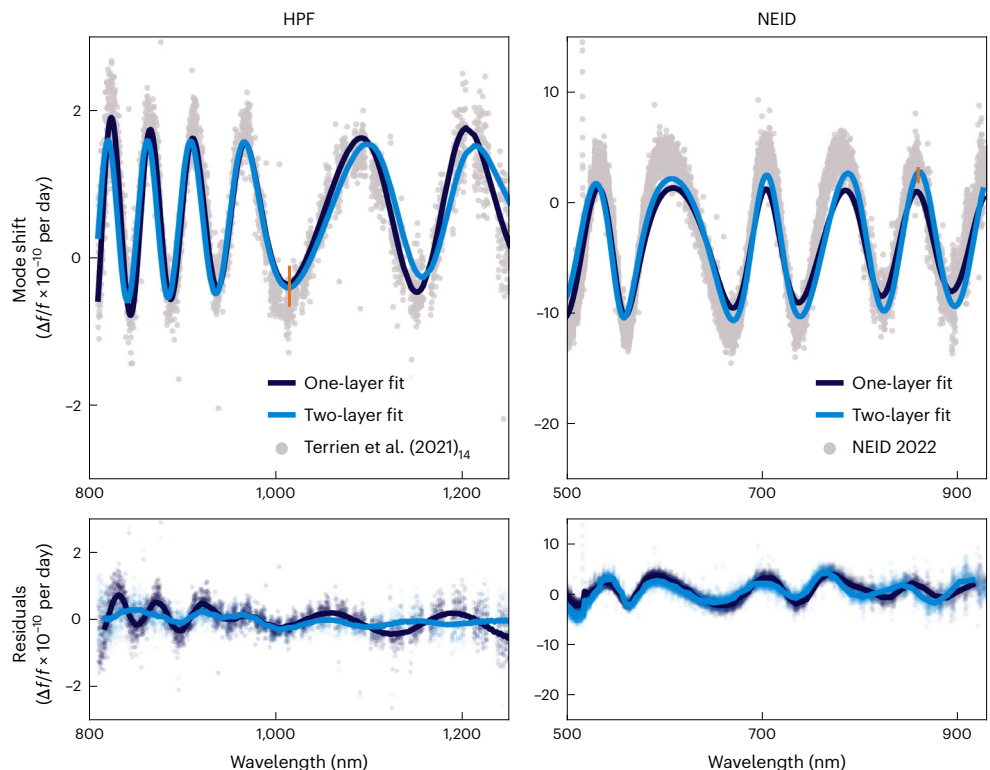 HPF
NEID
Mode shift
(Δf/f × 10⁻¹⁰ per day)
2
0
−2
One-layer fit
Two-layer fit
Terrien et al. (2021)₁₄
800
1,000
1,200
10
0
−10
−20
One-layer fit
Two-layer fit
NEID 2022
500
700
900
Residuals
(Δf/f × 10⁻¹⁰ per day)
2
0
−2
800
1,000
1,200
Wavelength (nm)
10
0
−10
−20
500
700
900
Wavelength (nm)